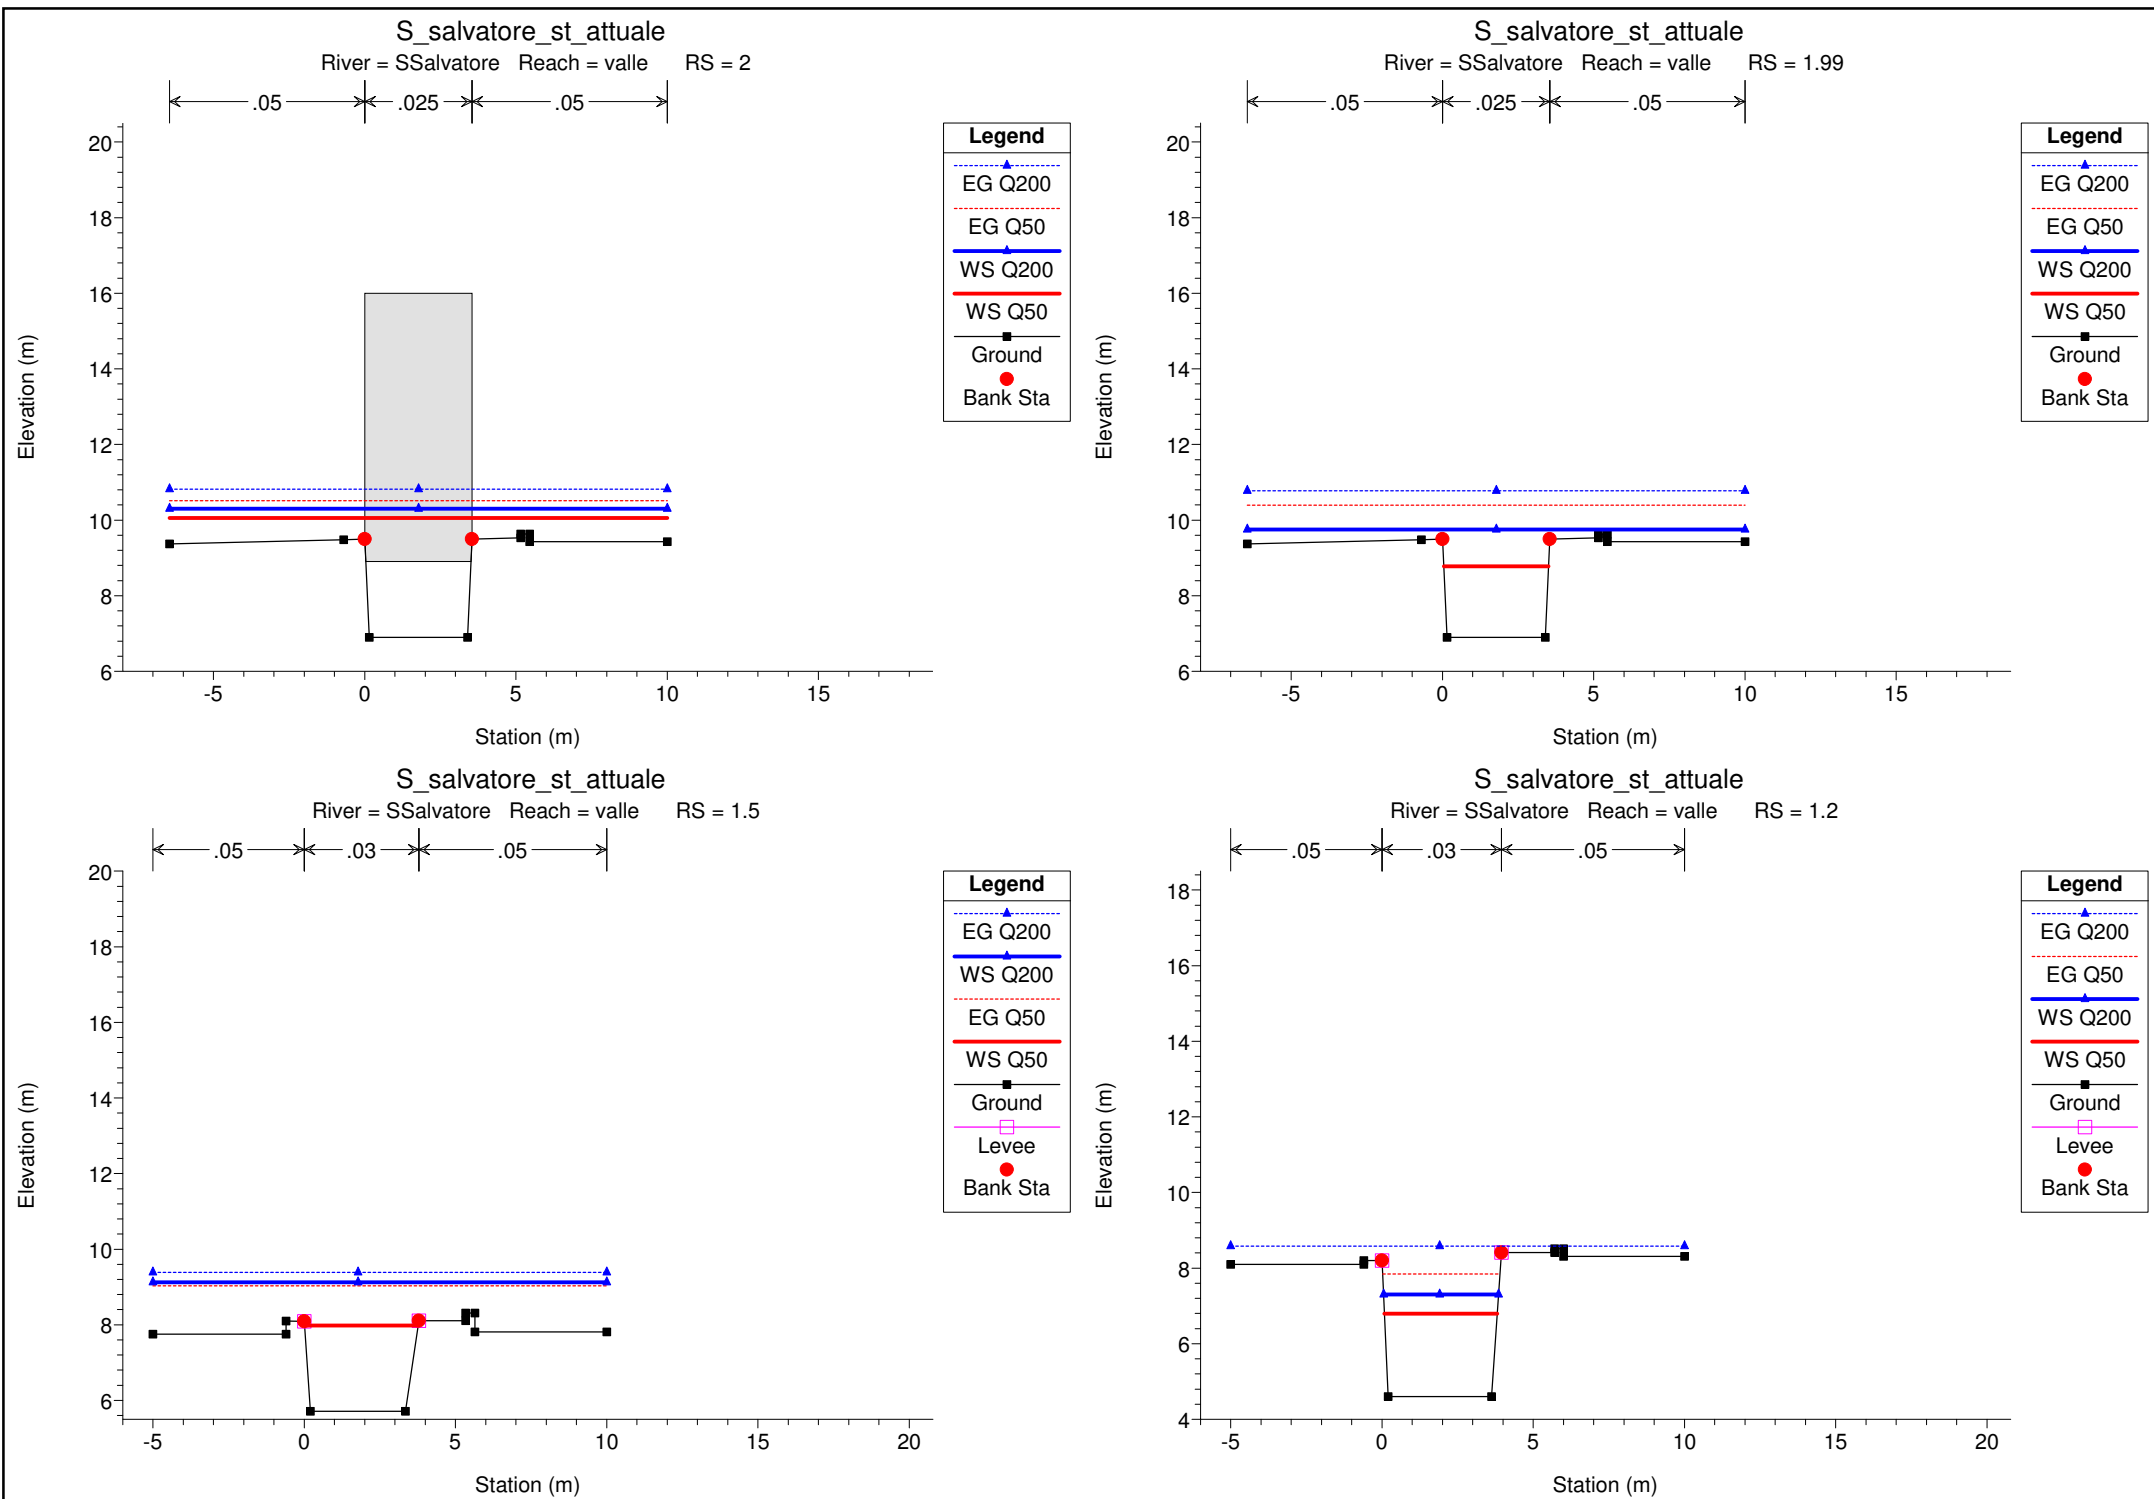 S_salvatore_st_attuale
River = SSalvatore Reach = valle RS = 2
.05 .025 .05
Legend
EG Q200
EG Q50
WS Q200
WS Q50
Ground
Bank Sta
20
18
16
14
12
10
8
6
Elevation (m)
-5 0 5 10 15
Station (m)
S_salvatore_st_attuale
River = SSalvatore Reach = valle RS = 1.99
.05 .025 .05
Legend
EG Q200
EG Q50
WS Q200
WS Q50
Ground
Bank Sta
20
18
16
14
12
10
8
6
Elevation (m)
-5 0 5 10 15
Station (m)
S_salvatore_st_attuale
River = SSalvatore Reach = valle RS = 1.5
.05 .03 .05
Legend
EG Q200
WS Q200
EG Q50
WS Q50
Ground
Levee
Bank Sta
20
18
16
14
12
10
8
6
Elevation (m)
-5 0 5 10 15 20
Station (m)
S_salvatore_st_attuale
River = SSalvatore Reach = valle RS = 1.2
.05 .03 .05
Legend
EG Q200
EG Q50
WS Q200
WS Q50
Ground
Levee
Bank Sta
18
16
14
12
10
8
6
4
Elevation (m)
-5 0 5 10 15 20
Station (m)